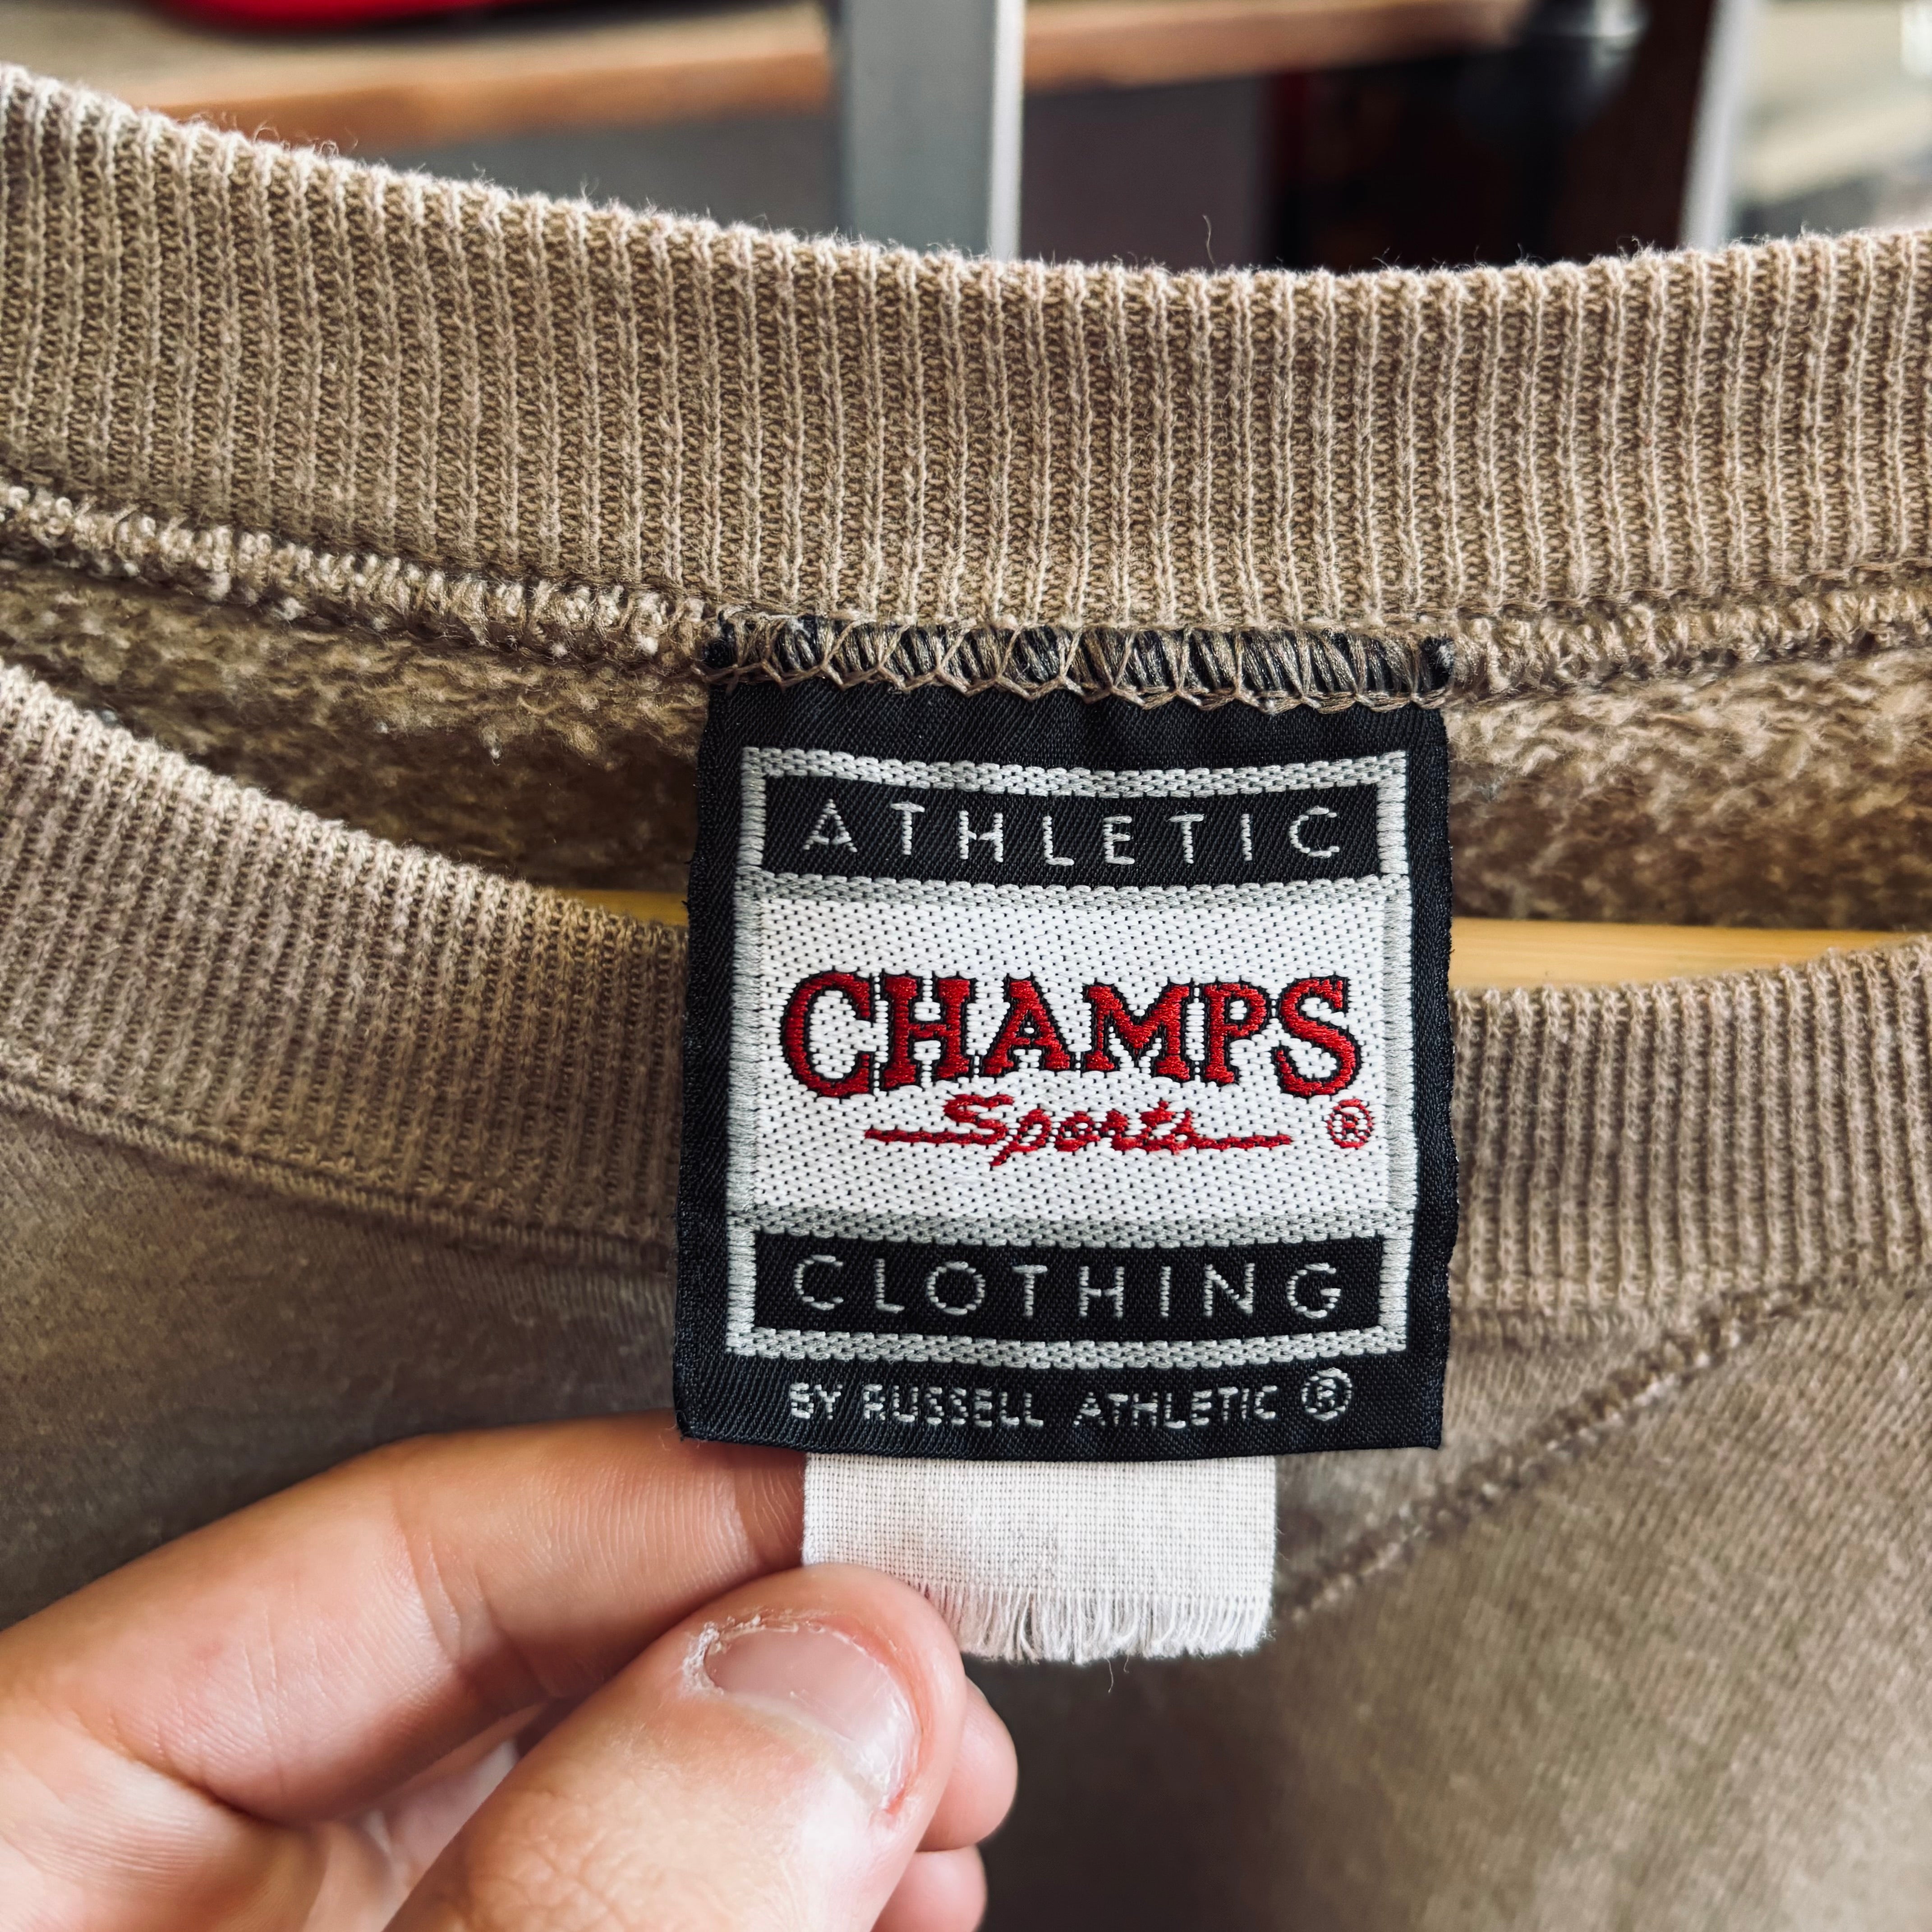 ATHLETIC
CHAMPS
Sports ®
CLOTHING
BY RUSSELL ATHLETIC ®